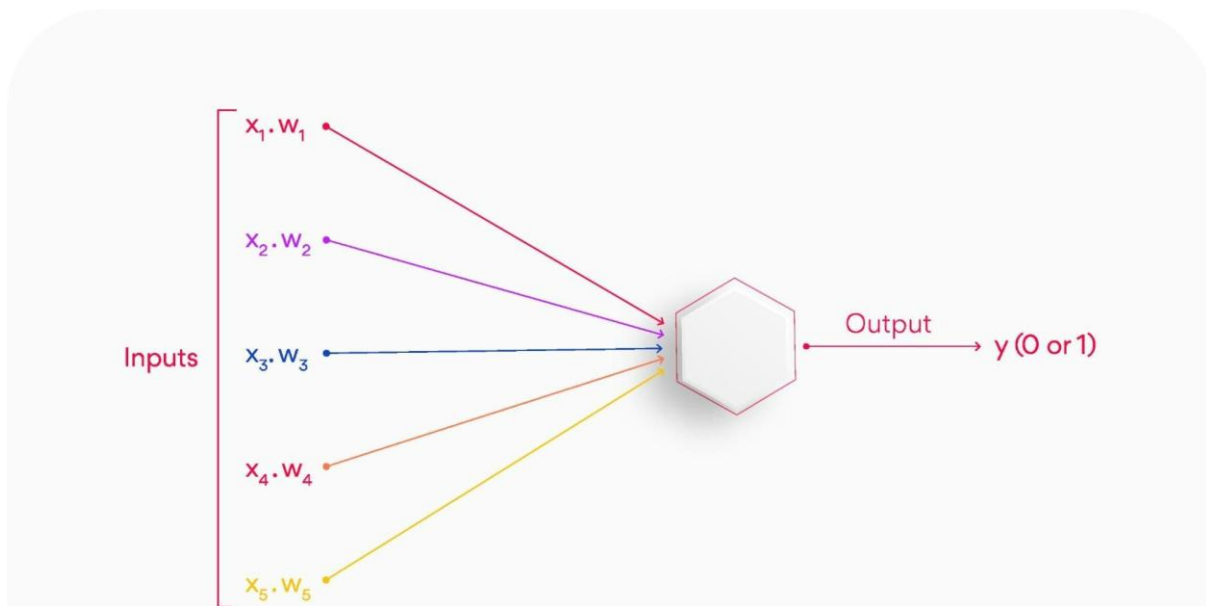 x₁.w₁
x₂.w₂
Output
y (0 or 1)
Inputs
x₃.w₃
x₄.w₄
x₅.w₅